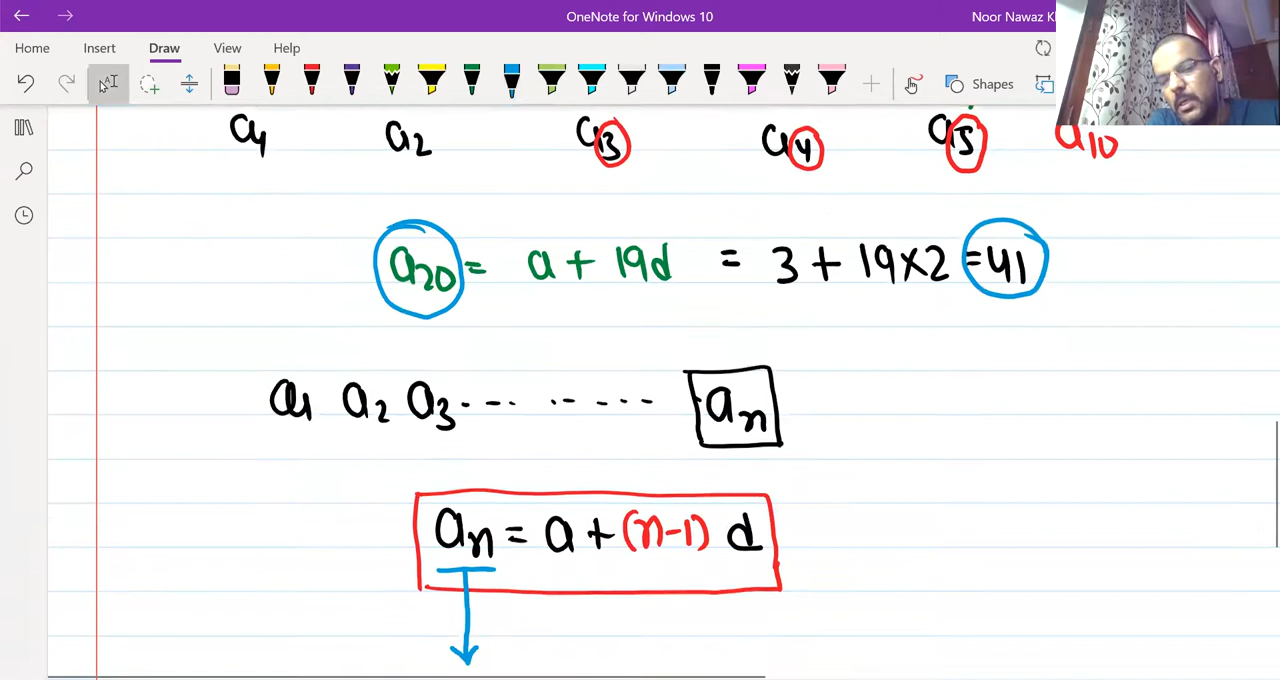 OneNote for Windows 10
Noor Nawaz Kh
Home Insert Draw View Help
Shapes
a1 a2 a3 a4 a5 a10
a20 = a + 19d = 3 + 19×2 = 41
a1 a2 a3 ... ..... an
an = a + (n-1) d